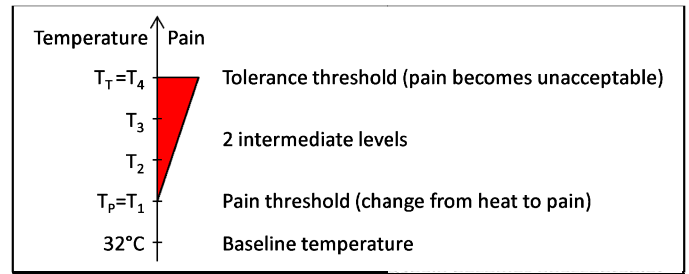 Temperature Pain
T_T=T_4 Tolerance threshold (pain becomes unacceptable)
T_3
2 intermediate levels
T_2
T_P=T_1 Pain threshold (change from heat to pain)
32°C Baseline temperature